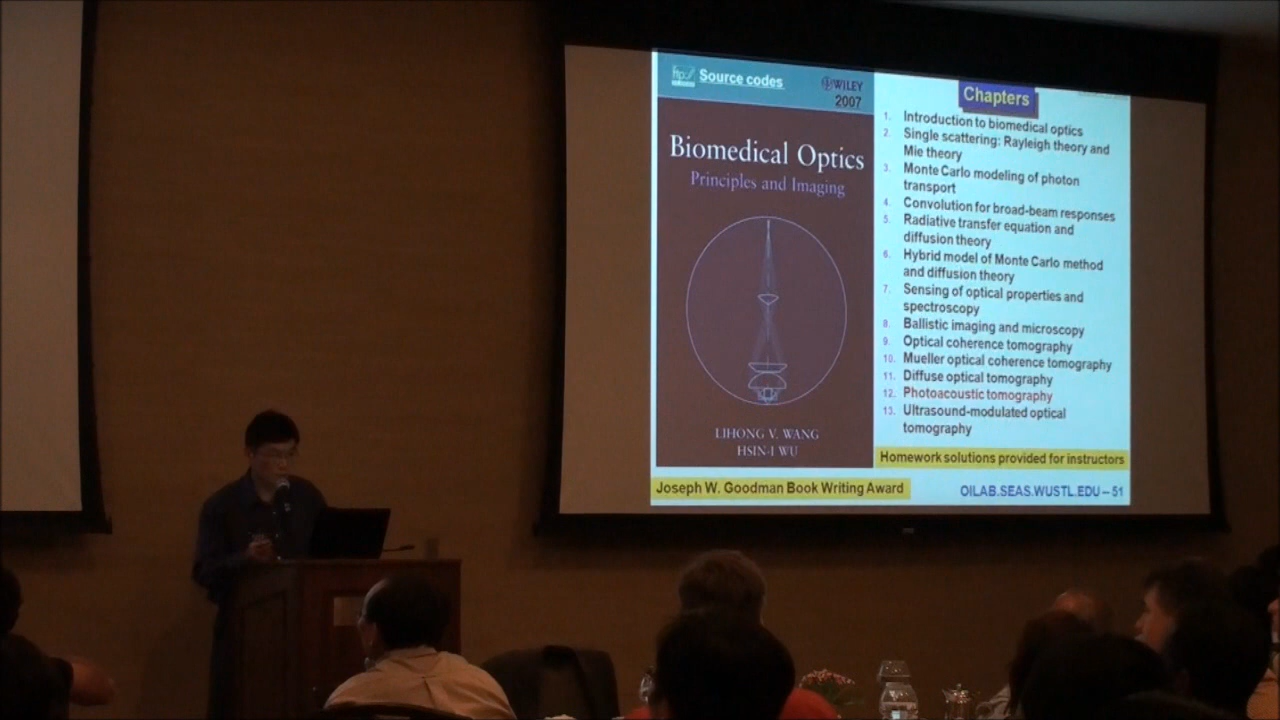 Source codes
WILEY
2007
Biomedical Optics
Principles and Imaging
LIHONG V. WANG
HSIN-I WU
Chapters
1. Introduction to biomedical optics
2. Single scattering: Rayleigh theory and
Mie theory
3. Monte Carlo modeling of photon
transport
4. Convolution for broad-beam responses
5. Radiative transfer equation and
diffusion theory
6. Hybrid model of Monte Carlo method
and diffusion theory
7. Sensing of optical properties and
spectroscopy
8. Ballistic imaging and microscopy
9. Optical coherence tomography
10. Mueller optical coherence tomography
11. Diffuse optical tomography
12. Photoacoustic tomography
13. Ultrasound-modulated optical
tomography
Homework solutions provided for instructors
Joseph W. Goodman Book Writing Award
OILAB.SEAS.WUSTL.EDU – 51